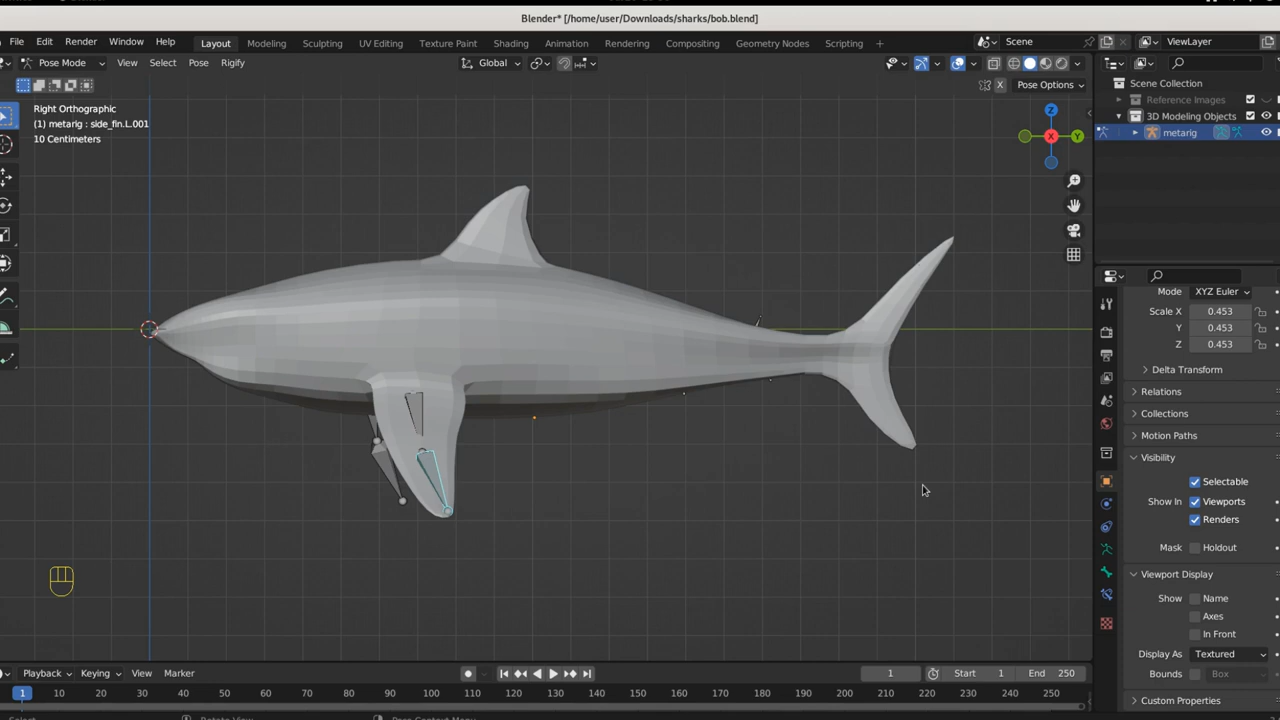 Blender* [/home/user/Downloads/sharks/bob.blend]
File Edit Render Window Help Layout Modeling Sculpting UV Editing Texture Paint Shading Animation Rendering Compositing Geometry Nodes Scripting + Scene ViewLayer
Pose Mode View Select Pose Rigify Global
X Pose Options
Scene Collection
Reference Images
3D Modeling Objects
metarig
Right Orthographic
(1) metarig : side_fin.L.001
10 Centimeters
Z
Y
X
Mode XYZ Euler
Scale X 0.453
Y 0.453
Z 0.453
Delta Transform
Relations
Collections
Motion Paths
Visibility
Selectable
Show In Viewports
Renders
Mask Holdout
Viewport Display
Show Name
Axes
In Front
Display As Textured
Bounds Box
Custom Properties
Playback Keying View Marker 1 Start 1 End 250
1 10 20 30 40 50 60 70 80 90 100 110 120 130 140 150 160 170 180 190 200 210 220 230 240 250